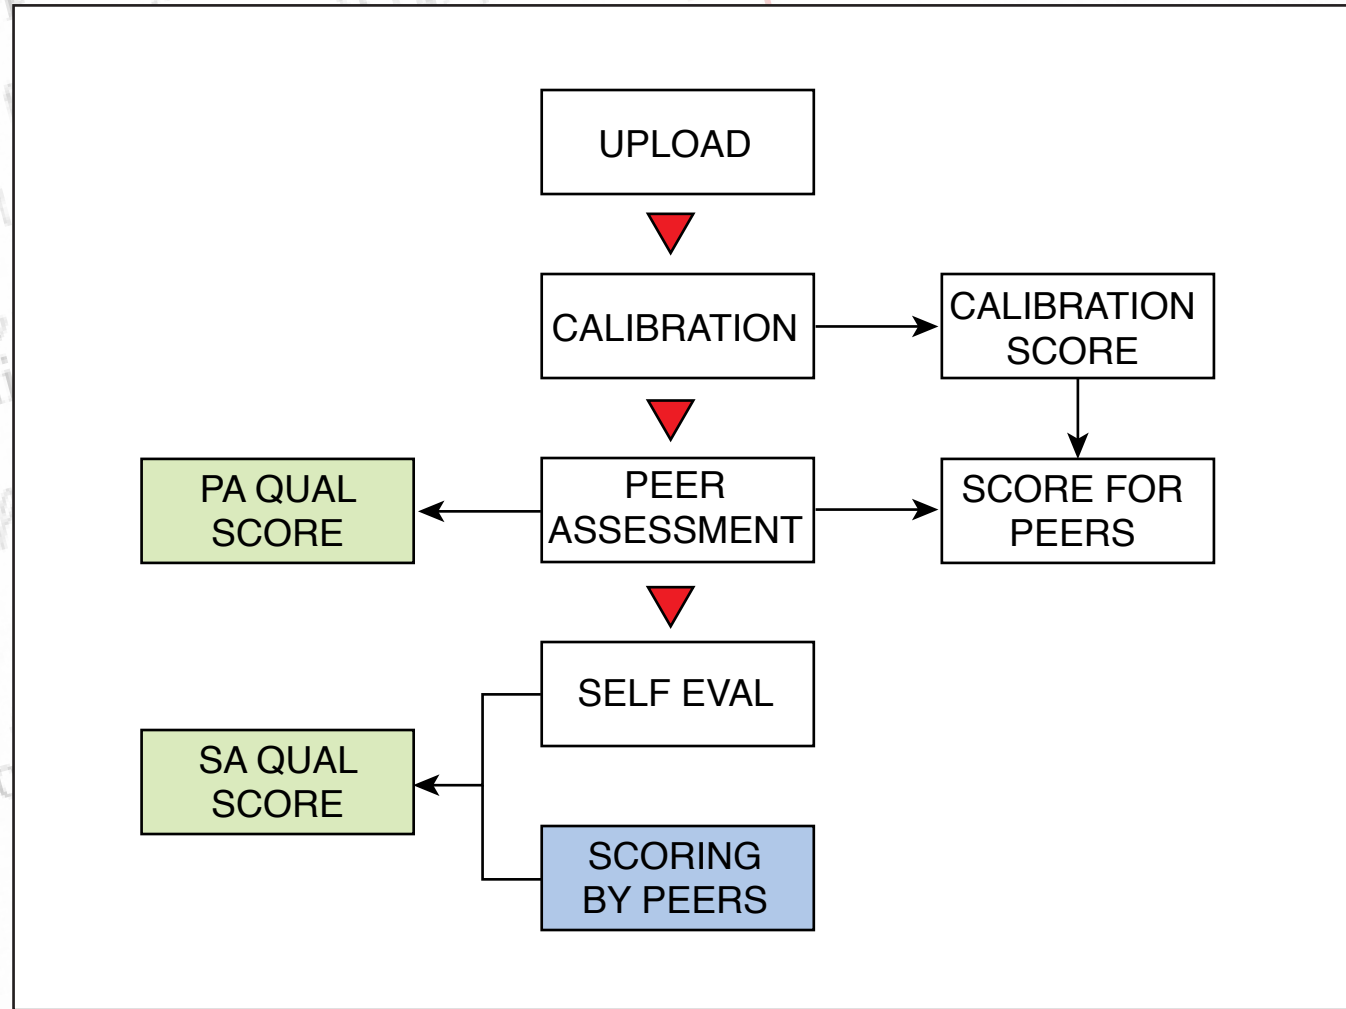 UPLOAD
CALIBRATION
CALIBRATION
SCORE
PA QUAL
SCORE
PEER
ASSESSMENT
SCORE FOR
PEERS
SELF EVAL
SA QUAL
SCORE
SCORING
BY PEERS